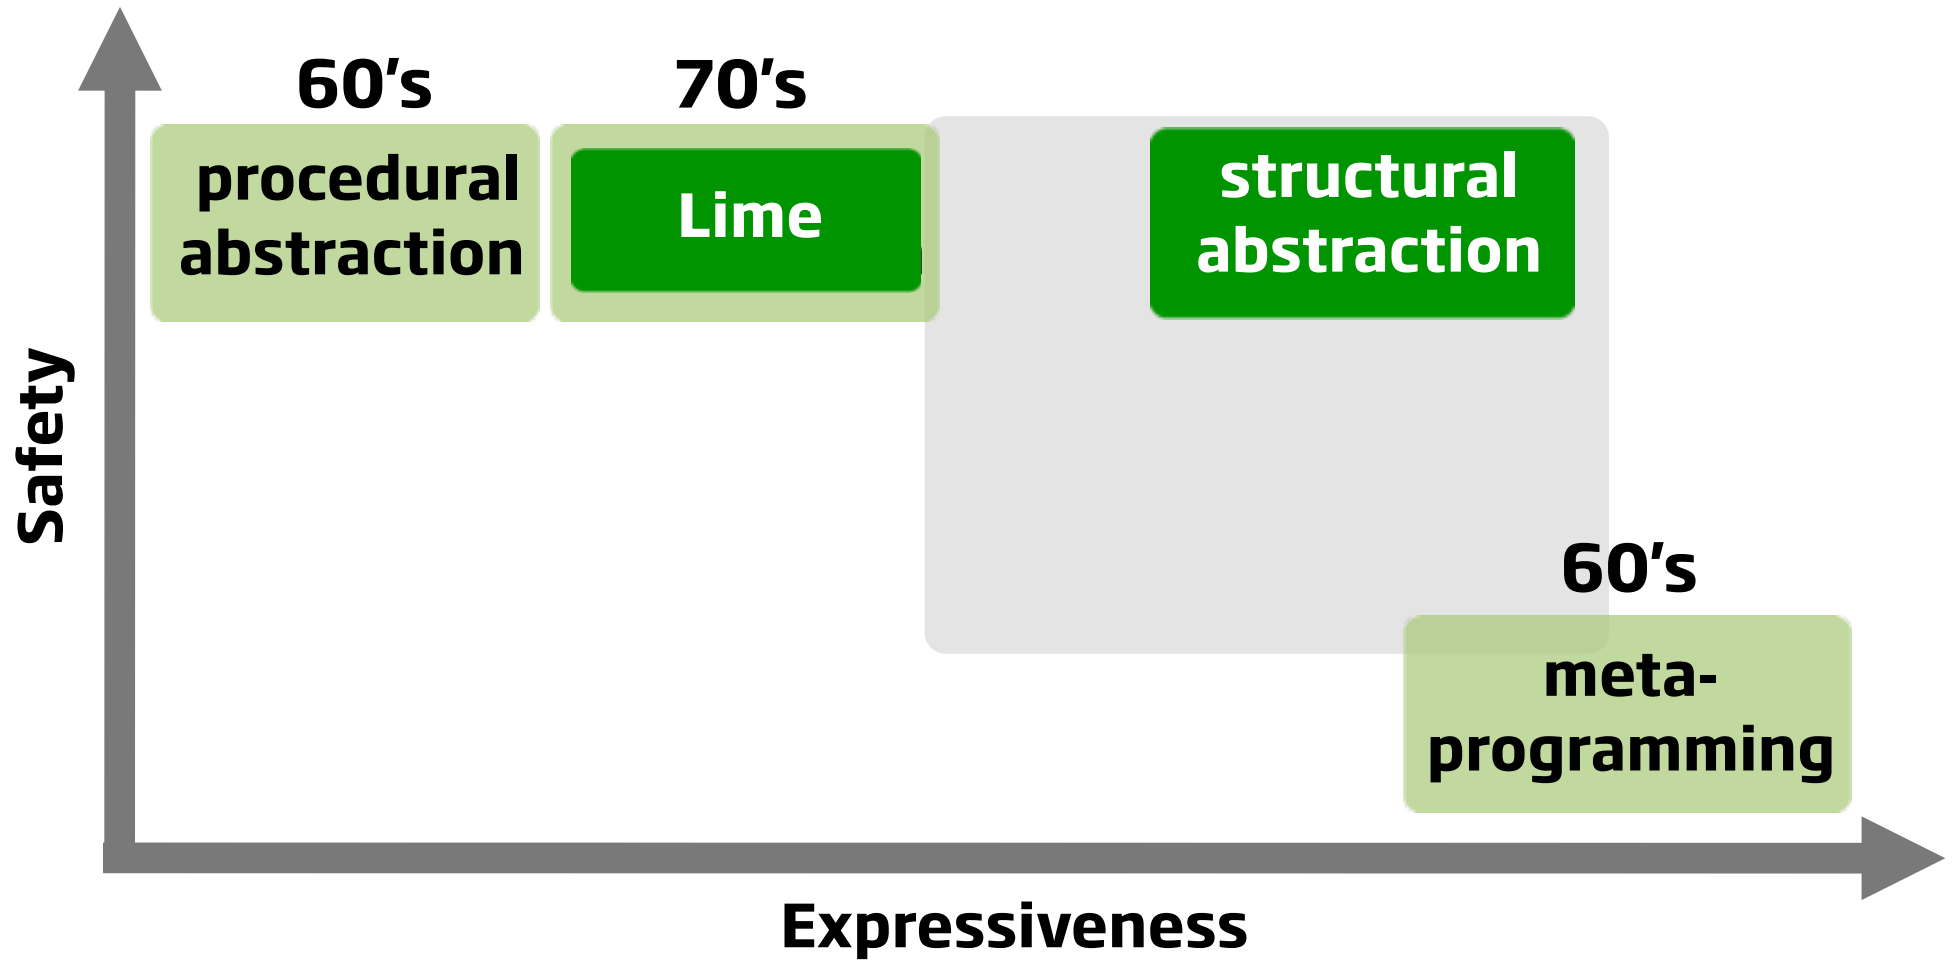 60's
70's
procedural
abstraction
Lime
structural
abstraction
Safety
60's
meta-
programming
Expressiveness